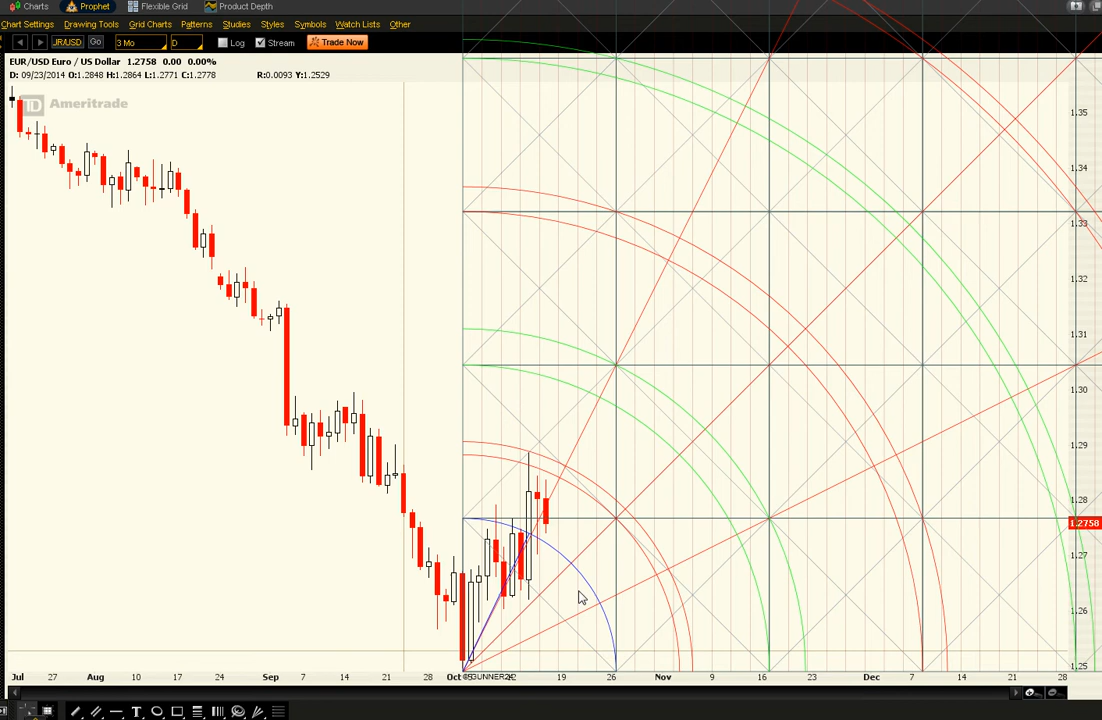 Charts Prophet Flexible Grid Product Depth
Chart Settings Drawing Tools Grid Charts Patterns Studies Styles Symbols Watch Lists Other
JR/USD Go 3 Mo D Log Stream Trade Now
EUR/USD Euro / US Dollar 1.2758 0.00 0.00%
D: 09/23/2014 O:1.2848 H:1.2864 L:1.2771 C:1.2778 R:0.0093 Y:1.2529
TD Ameritrade
1.35
1.34
1.33
1.32
1.31
1.30
1.29
1.28
1.2758
1.27
1.26
1.25
Jul 27 Aug 10 17 24 Sep 7 14 21 28 Oct 19 26 Nov 9 16 23 Dec 7 14 21 28